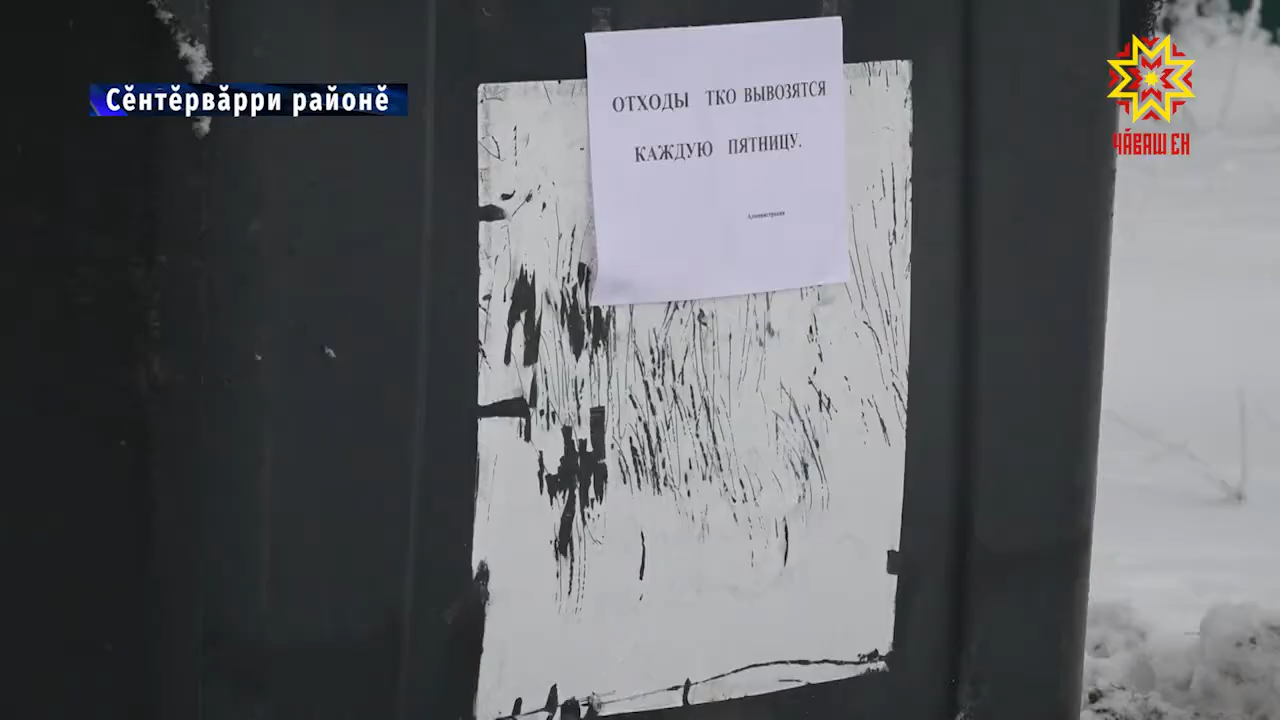 Сĕнтĕрвăрри районĕ
ЧĂВАШ ЕН
ОТХОДЫ ТКО ВЫВОЗЯТСЯ
КАЖДУЮ ПЯТНИЦУ.
Администрация